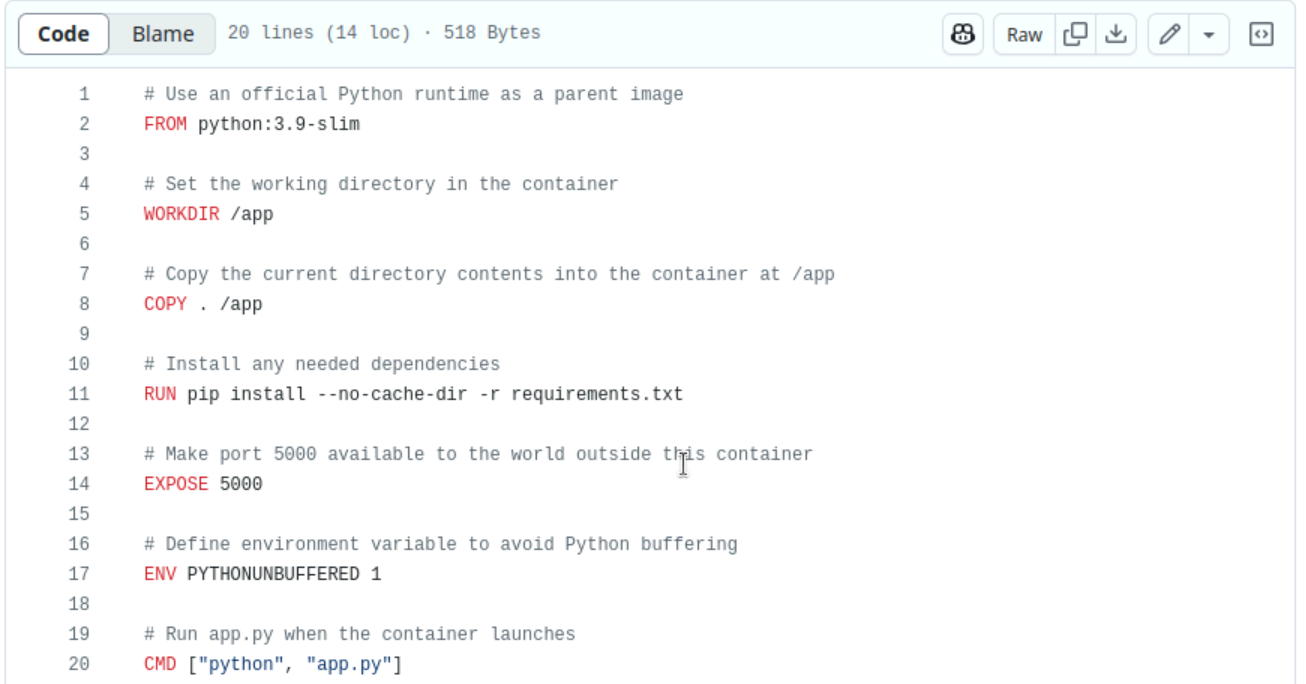 Code Blame 20 lines (14 loc) · 518 Bytes Raw
1 # Use an official Python runtime as a parent image
2 FROM python:3.9-slim
3
4 # Set the working directory in the container
5 WORKDIR /app
6
7 # Copy the current directory contents into the container at /app
8 COPY . /app
9
10 # Install any needed dependencies
11 RUN pip install --no-cache-dir -r requirements.txt
12
13 # Make port 5000 available to the world outside this container
14 EXPOSE 5000
15
16 # Define environment variable to avoid Python buffering
17 ENV PYTHONUNBUFFERED 1
18
19 # Run app.py when the container launches
20 CMD ["python", "app.py"]